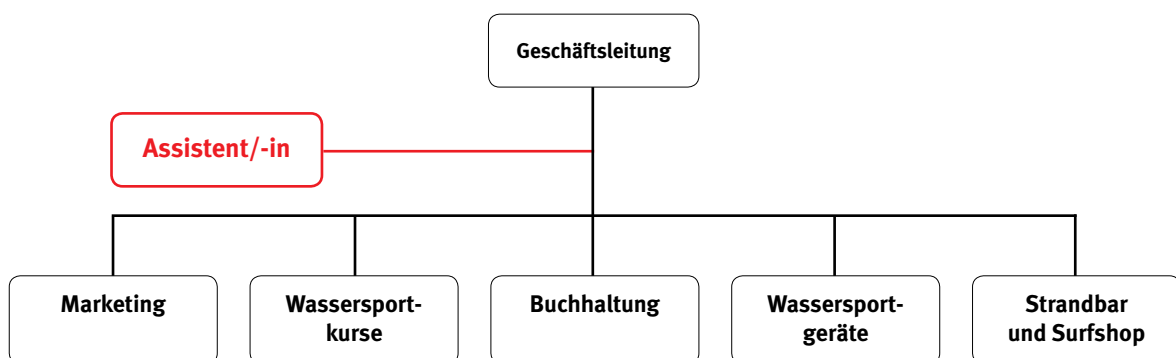 Geschäftsleitung
Assistent/-in
Marketing
Wassersport-
kurse
Buchhaltung
Wassersport-
geräte
Strandbar
und Surfshop